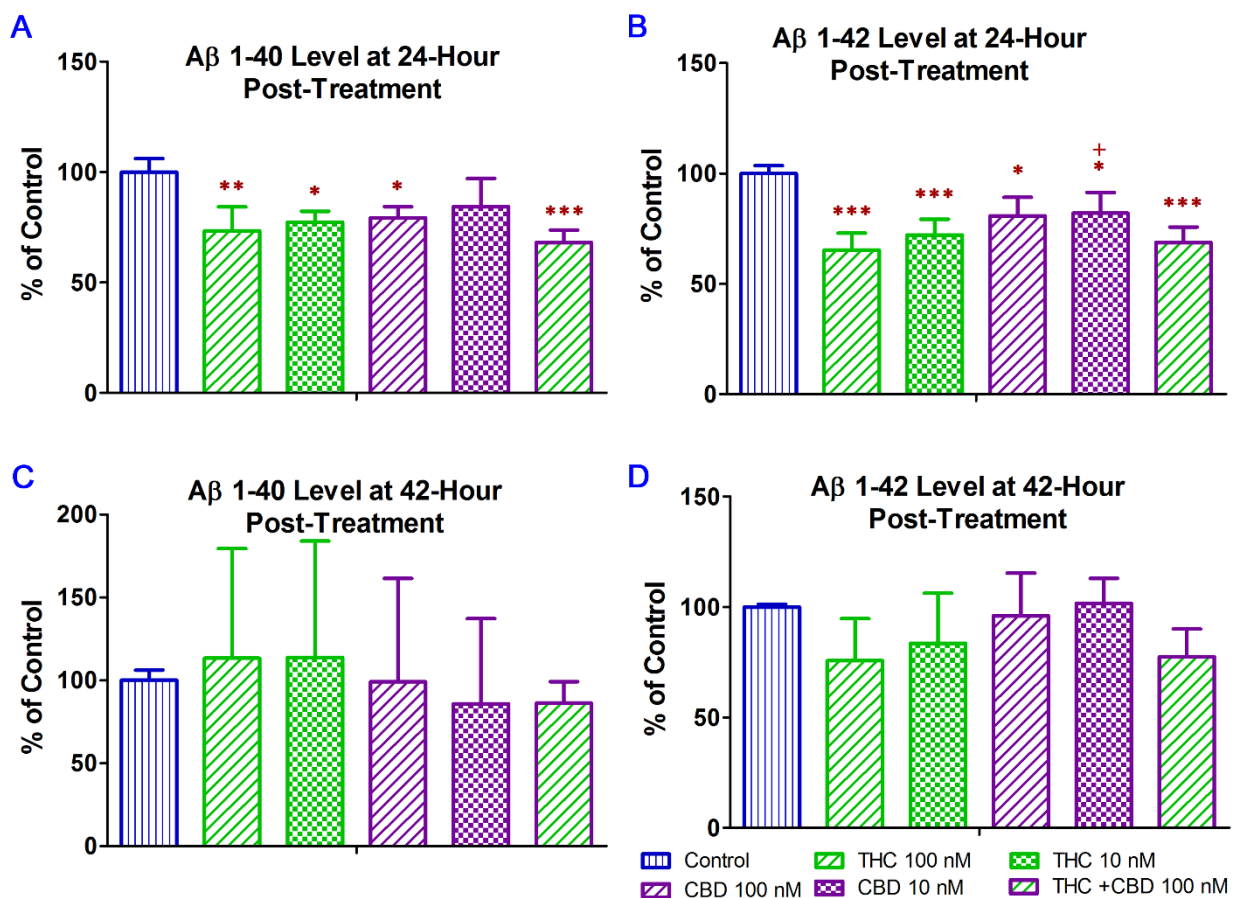 A
Aβ 1-40 Level at 24-Hour
Post-Treatment
% of Control
150
100
50
0
**
*
*
***
B
Aβ 1-42 Level at 24-Hour
Post-Treatment
% of Control
150
100
50
0
***
***
*
+
*
***
C
Aβ 1-40 Level at 42-Hour
Post-Treatment
% of Control
200
150
100
50
0
D
Aβ 1-42 Level at 42-Hour
Post-Treatment
% of Control
150
100
50
0
Control THC 100 nM THC 10 nM
CBD 100 nM CBD 10 nM THC +CBD 100 nM